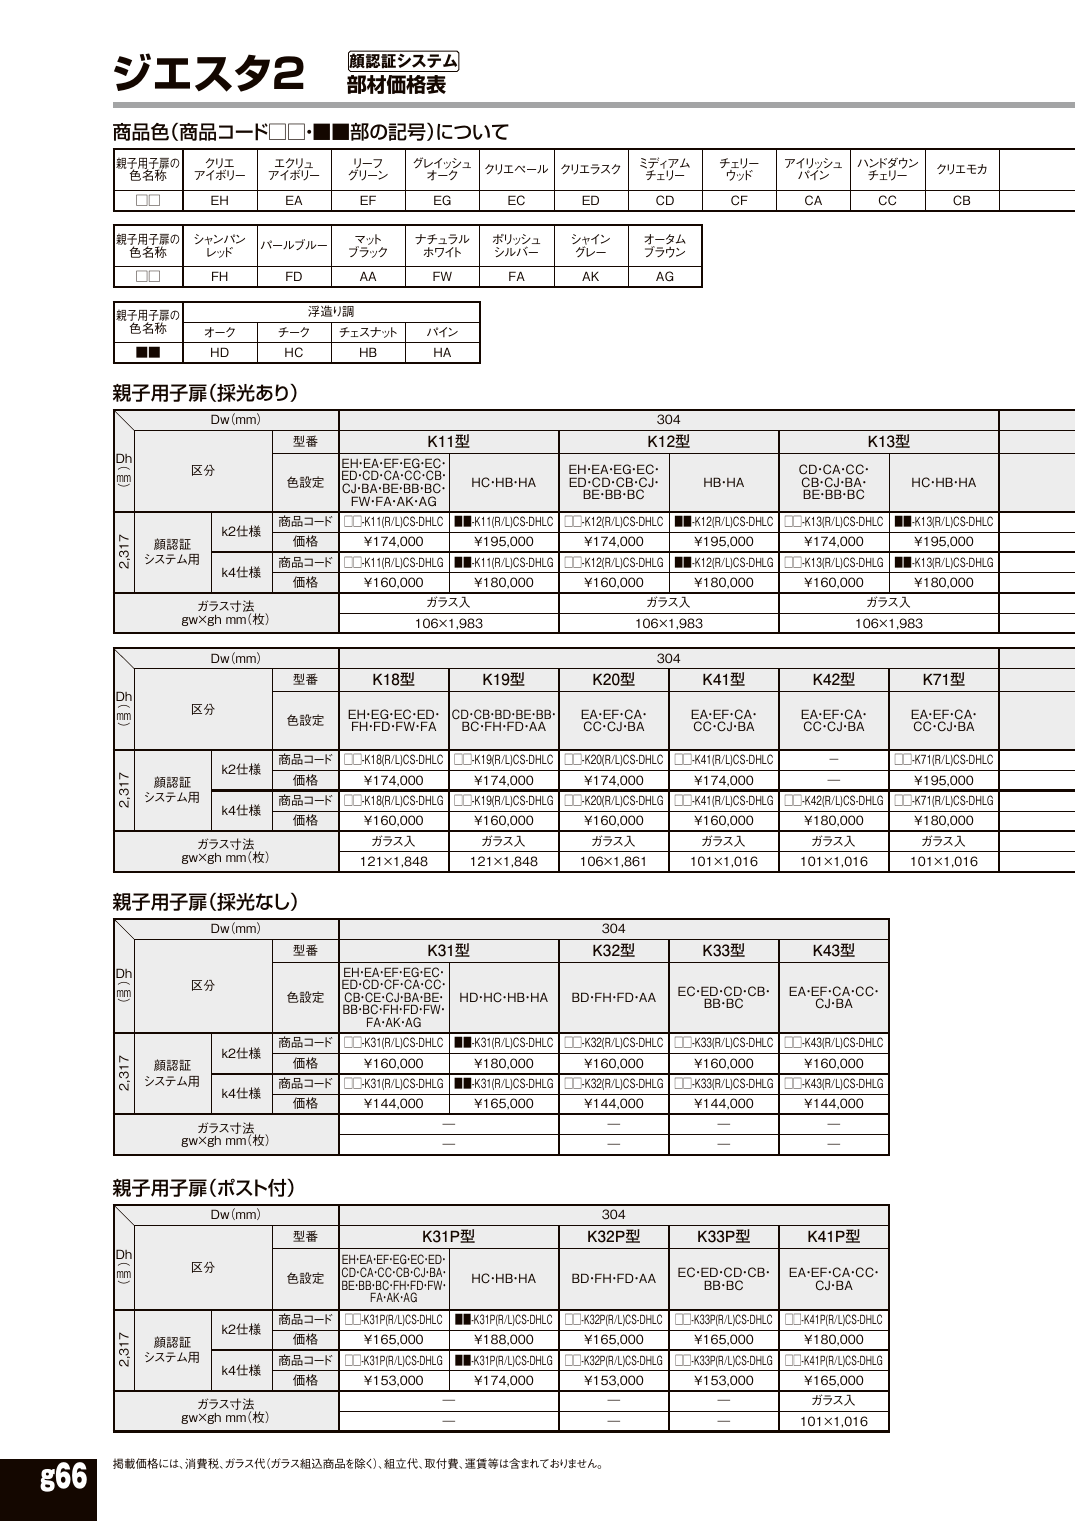 ジエスタ2 顔認証システム
部材価格表
商品色（商品コード□□・■■部の記号）について
親子用子扉の色名称 クリエアイボリー エクリュアイボリー リーフグリーン グレイッシュオーク クリエペール クリエラスク ミディアムチェリー チェリーウッド アイリッシュパイン ハンドダウンチェリー クリエモカ
□□ EH EA EF EG EC ED CD CF CA CC CB
親子用子扉の色名称 シャンパンレッド パールブルー マットブラック ナチュラルホワイト ポリッシュシルバー シャイングレー オータムブラウン
□□ FH FD AA FW FA AK AG
親子用子扉の色名称 浮造り調
オーク チーク チェスナット パイン
■■ HD HC HB HA
親子用子扉（採光あり）
Dw（mm） 304
Dh（mm） 区分 型番 K11型 K12型 K13型
色設定 EH・EA・EF・EG・EC・ED・CD・CA・CC・CB・CJ・BA・BE・BB・BC・FW・FA・AK・AG HC・HB・HA EH・EA・EG・EC・ED・CD・CB・CJ・BE・BB・BC HB・HA CD・CA・CC・CB・CJ・BA・BE・BB・BC HC・HB・HA
2,317 顔認証システム用 k2仕様 商品コード □□-K11(R/L)CS-DHLC ■■-K11(R/L)CS-DHLC □□-K12(R/L)CS-DHLC ■■-K12(R/L)CS-DHLC □□-K13(R/L)CS-DHLC ■■-K13(R/L)CS-DHLC
価格 ¥174,000 ¥195,000 ¥174,000 ¥195,000 ¥174,000 ¥195,000
k4仕様 商品コード □□-K11(R/L)CS-DHLG ■■-K11(R/L)CS-DHLG □□-K12(R/L)CS-DHLG ■■-K12(R/L)CS-DHLG □□-K13(R/L)CS-DHLG ■■-K13(R/L)CS-DHLG
価格 ¥160,000 ¥180,000 ¥160,000 ¥180,000 ¥160,000 ¥180,000
ガラス寸法 gw×gh mm（枚） ガラス入 ガラス入 ガラス入
106×1,983 106×1,983 106×1,983
Dw（mm） 304
Dh（mm） 区分 型番 K18型 K19型 K20型 K41型 K42型 K71型
色設定 EH・EG・EC・ED・FH・FD・FW・FA CD・CB・BD・BE・BB・BC・FH・FD・AA EA・EF・CA・CC・CJ・BA EA・EF・CA・CC・CJ・BA EA・EF・CA・CC・CJ・BA EA・EF・CA・CC・CJ・BA
2,317 顔認証システム用 k2仕様 商品コード □□-K18(R/L)CS-DHLC □□-K19(R/L)CS-DHLC □□-K20(R/L)CS-DHLC □□-K41(R/L)CS-DHLC － □□-K71(R/L)CS-DHLC
価格 ¥174,000 ¥174,000 ¥174,000 ¥174,000 ― ¥195,000
k4仕様 商品コード □□-K18(R/L)CS-DHLG □□-K19(R/L)CS-DHLG □□-K20(R/L)CS-DHLG □□-K41(R/L)CS-DHLG □□-K42(R/L)CS-DHLG □□-K71(R/L)CS-DHLG
価格 ¥160,000 ¥160,000 ¥160,000 ¥160,000 ¥180,000 ¥180,000
ガラス寸法 gw×gh mm（枚） ガラス入 ガラス入 ガラス入 ガラス入 ガラス入 ガラス入
121×1,848 121×1,848 106×1,861 101×1,016 101×1,016 101×1,016
親子用子扉（採光なし）
Dw（mm） 304
Dh（mm） 区分 型番 K31型 K32型 K33型 K43型
色設定 EH・EA・EF・EG・EC・ED・CD・CF・CA・CC・CB・CE・CJ・BA・BE・BB・BC・FH・FD・FW・FA・AK・AG HD・HC・HB・HA BD・FH・FD・AA EC・ED・CD・CB・BB・BC EA・EF・CA・CC・CJ・BA
2,317 顔認証システム用 k2仕様 商品コード □□-K31(R/L)CS-DHLC ■■-K31(R/L)CS-DHLC □□-K32(R/L)CS-DHLC □□-K33(R/L)CS-DHLC □□-K43(R/L)CS-DHLC
価格 ¥160,000 ¥180,000 ¥160,000 ¥160,000 ¥160,000
k4仕様 商品コード □□-K31(R/L)CS-DHLG ■■-K31(R/L)CS-DHLG □□-K32(R/L)CS-DHLG □□-K33(R/L)CS-DHLG □□-K43(R/L)CS-DHLG
価格 ¥144,000 ¥165,000 ¥144,000 ¥144,000 ¥144,000
ガラス寸法 gw×gh mm（枚） ― ― ― ―
― ― ― ―
親子用子扉（ポスト付）
Dw（mm） 304
Dh（mm） 区分 型番 K31P型 K32P型 K33P型 K41P型
色設定 EH・EA・EF・EG・EC・ED・CD・CA・CC・CB・CJ・BA・BE・BB・BC・FH・FD・FW・FA・AK・AG HC・HB・HA BD・FH・FD・AA EC・ED・CD・CB・BB・BC EA・EF・CA・CC・CJ・BA
2,317 顔認証システム用 k2仕様 商品コード □□-K31P(R/L)CS-DHLC ■■-K31P(R/L)CS-DHLC □□-K32P(R/L)CS-DHLC □□-K33P(R/L)CS-DHLC □□-K41P(R/L)CS-DHLC
価格 ¥165,000 ¥188,000 ¥165,000 ¥165,000 ¥180,000
k4仕様 商品コード □□-K31P(R/L)CS-DHLG ■■-K31P(R/L)CS-DHLG □□-K32P(R/L)CS-DHLG □□-K33P(R/L)CS-DHLG □□-K41P(R/L)CS-DHLG
価格 ¥153,000 ¥174,000 ¥153,000 ¥153,000 ¥165,000
ガラス寸法 gw×gh mm（枚） ― ― ― ガラス入
― ― ― 101×1,016
掲載価格には、消費税、ガラス代（ガラス組込商品を除く）、組立代、取付費、運賃等は含まれておりません。
g66